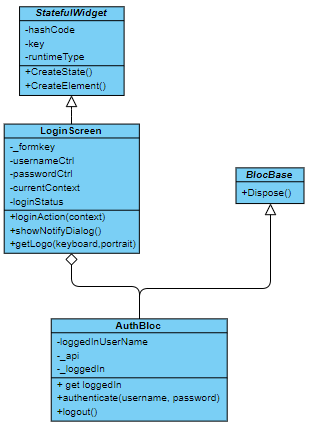 StatefulWidget
-hashCode
-key
-runtimeType
+CreateState()
+CreateElement()
LoginScreen
-_formkey
-usernameCtrl
-passwordCtrl
-currentContext
-loginStatus
+loginAction(context)
+showNotifyDialog()
+getLogo(keyboard,portrait)
BlocBase
+Dispose()
AuthBloc
-loggedInUserName
-_api
-_loggedIn
+ get loggedIn
+authenticate(username, password)
+logout()